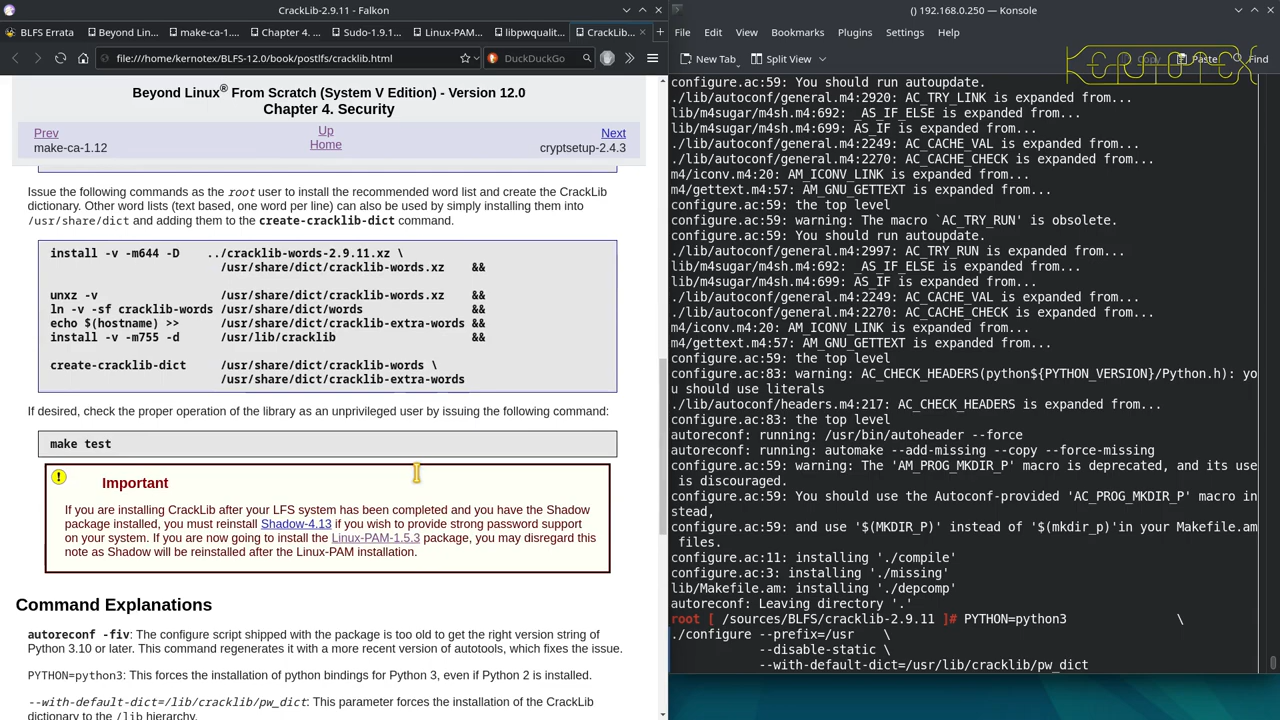 CrackLib-2.9.11 - Falkon
BLFS Errata
Beyond Lin...
make-ca-1....
Chapter 4. ...
Sudo-1.9.1...
Linux-PAM...
libpwqualit...
CrackLib...
file:///home/kernotex/BLFS-12.0/postlfs/cracklib.html
DuckDuckGo
Beyond Linux® From Scratch (System V Edition) - Version 12.0
Chapter 4. Security
Prev
Up
Next
make-ca-1.12
Home
cryptsetup-2.4.3
Issue the following commands as the root user to install the recommended word list and create the CrackLib
dictionary. Other word lists (text based, one word per line) can also be used by simply installing them into
/usr/share/dict and adding them to the create-cracklib-dict command.
install -v -m644 -D ../cracklib-words-2.9.11.xz \
/usr/share/dict/cracklib-words.xz &&
unxz -v /usr/share/dict/cracklib-words.xz &&
ln -v -sf cracklib-words /usr/share/dict/words &&
echo $(hostname) >> /usr/share/dict/cracklib-extra-words &&
install -v -m755 -d /usr/lib/cracklib &&
create-cracklib-dict /usr/share/dict/cracklib-words \
/usr/share/dict/cracklib-extra-words
If desired, check the proper operation of the library as an unprivileged user by issuing the following command:
make test
Important
If you are installing CrackLib after your LFS system has been completed and you have the Shadow
package installed, you must reinstall Shadow-4.13 if you wish to provide strong password support
on your system. If you are now going to install the Linux-PAM-1.5.3 package, you may disregard this
note as Shadow will be reinstalled after the Linux-PAM installation.
Command Explanations
autoreconf -fiv: The configure script shipped with the package is too old to get the right version string of
Python 3.10 or later. This command regenerates it with a more recent version of autotools, which fixes the issue.
PYTHON=python3: This forces the installation of python bindings for Python 3, even if Python 2 is installed.
--with-default-dict=/lib/cracklib/pw_dict: This parameter forces the installation of the CrackLib
dictionary to the /lib hierarchy.
() 192.168.0.250 — Konsole
File Edit View Bookmarks Plugins Settings Help
New Tab
Split View
Copy
Paste
Find
kernotex
configure.ac:59: You should run autoupdate.
./lib/autoconf/general.m4:2920: AC_TRY_LINK is expanded from...
lib/m4sugar/m4sh.m4:692: _AS_IF_ELSE is expanded from...
lib/m4sugar/m4sh.m4:699: AS_IF is expanded from...
./lib/autoconf/general.m4:2249: AC_CACHE_VAL is expanded from...
./lib/autoconf/general.m4:2270: AC_CACHE_CHECK is expanded from...
m4/iconv.m4:20: AM_ICONV_LINK is expanded from...
m4/gettext.m4:57: AM_GNU_GETTEXT is expanded from...
configure.ac:59: the top level
configure.ac:59: warning: The macro `AC_TRY_RUN' is obsolete.
configure.ac:59: You should run autoupdate.
./lib/autoconf/general.m4:2997: AC_TRY_RUN is expanded from...
lib/m4sugar/m4sh.m4:692: _AS_IF_ELSE is expanded from...
lib/m4sugar/m4sh.m4:699: AS_IF is expanded from...
./lib/autoconf/general.m4:2249: AC_CACHE_VAL is expanded from...
./lib/autoconf/general.m4:2270: AC_CACHE_CHECK is expanded from...
m4/iconv.m4:20: AM_ICONV_LINK is expanded from...
m4/gettext.m4:57: AM_GNU_GETTEXT is expanded from...
configure.ac:59: the top level
configure.ac:83: warning: AC_CHECK_HEADERS(python${PYTHON_VERSION}/Python.h): yo
u should use literals
./lib/autoconf/headers.m4:217: AC_CHECK_HEADERS is expanded from...
configure.ac:83: the top level
autoreconf: running: /usr/bin/autoheader --force
autoreconf: running: automake --add-missing --copy --force-missing
configure.ac:59: warning: The 'AM_PROG_MKDIR_P' macro is deprecated, and its use
is discouraged.
configure.ac:59: You should use the Autoconf-provided 'AC_PROG_MKDIR_P' macro in
stead,
configure.ac:59: and use '$(MKDIR_P)' instead of '$(mkdir_p)'in your Makefile.am
files.
configure.ac:11: installing './compile'
configure.ac:3: installing './missing'
lib/Makefile.am: installing './depcomp'
autoreconf: Leaving directory '.'
root [ /sources/BLFS/cracklib-2.9.11 ]# PYTHON=python3 \
./configure --prefix=/usr \
--disable-static \
--with-default-dict=/usr/lib/cracklib/pw_dict